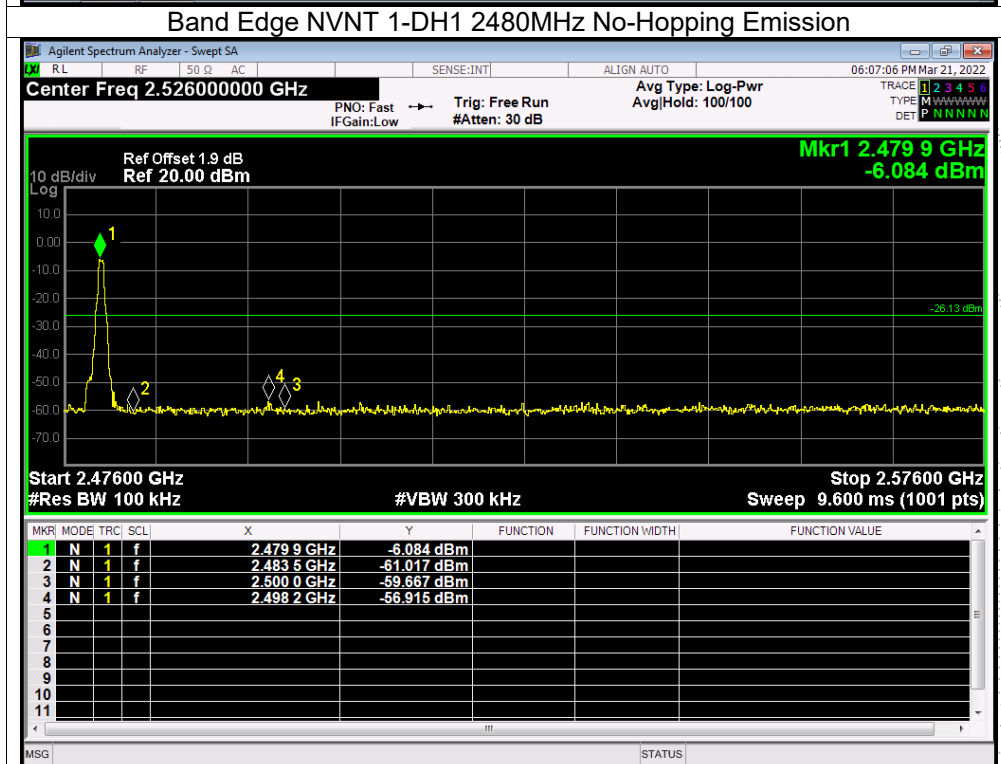 Band Edge NVNT 1-DH1 2480MHz No-Hopping Emission
Agilent Spectrum Analyzer - Swept SA
LXI RL RF 50 Ω AC SENSE:INT ALIGN AUTO 06:07:06 PM Mar 21, 2022
Center Freq 2.526000000 GHz Avg Type: Log-Pwr TRACE 1 2 3 4 5 6
PNO: Fast Trig: Free Run Avg|Hold: 100/100 TYPE M WWWWW
IFGain:Low #Atten: 30 dB DET P N N N N N
Mkr1 2.479 9 GHz
Ref Offset 1.9 dB
10 dB/div Ref 20.00 dBm -6.084 dBm
Log
10.0
0.00
-10.0
-20.0
-30.0
-40.0
-50.0
-60.0
-70.0
1
-26.13 dBm
2
4
3
Start 2.47600 GHz Stop 2.57600 GHz
#Res BW 100 kHz #VBW 300 kHz Sweep 9.600 ms (1001 pts)
MKR MODE TRC SCL X Y FUNCTION FUNCTION WIDTH FUNCTION VALUE
1 N 1 f 2.479 9 GHz -6.084 dBm
2 N 1 f 2.483 5 GHz -61.017 dBm
3 N 1 f 2.500 0 GHz -59.667 dBm
4 N 1 f 2.498 2 GHz -56.915 dBm
5
6
7
8
9
10
11
MSG STATUS